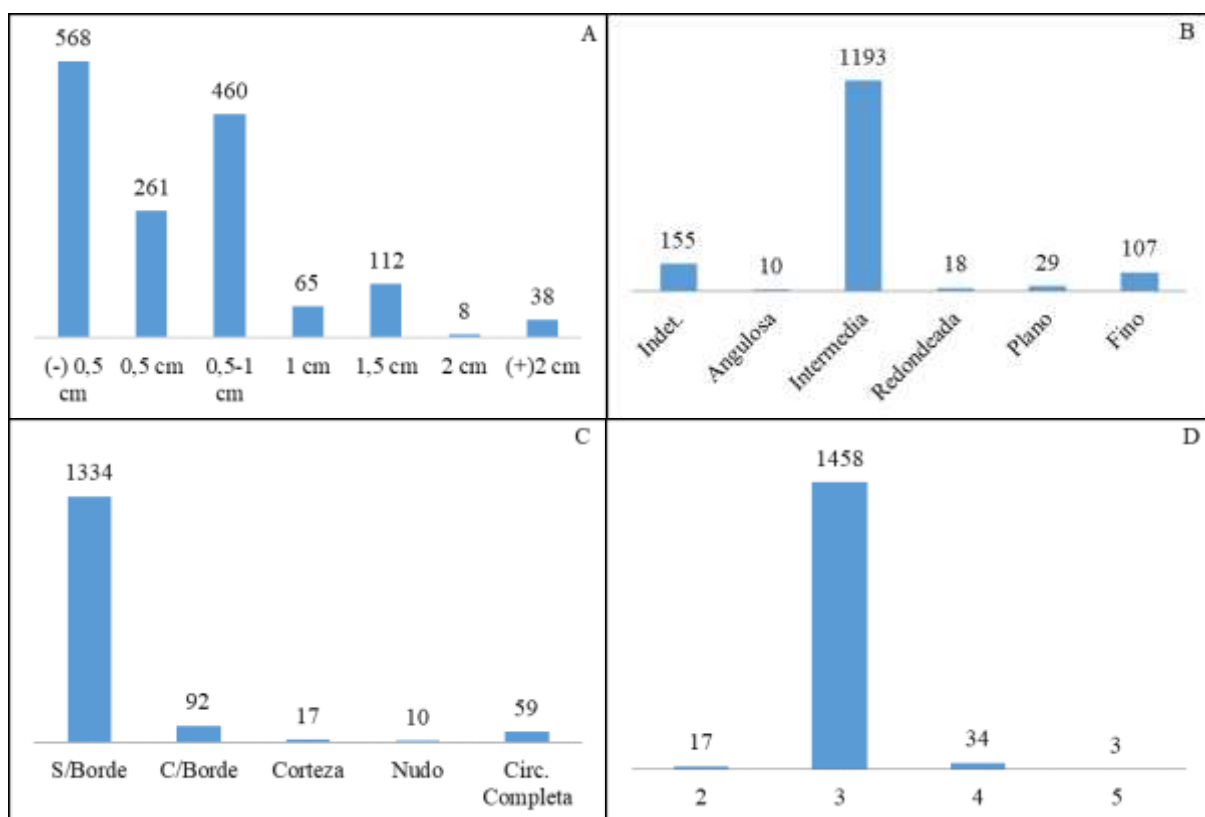 A
568
261
460
65
112
8
38
(-) 0,5 cm
0,5 cm
0,5-1 cm
1 cm
1,5 cm
2 cm
(+)2 cm
B
155
10
1193
18
29
107
Indet.
Angulosa
Intermedia
Redondeada
Plano
Fino
C
1334
92
17
10
59
S/Borde
C/Borde
Corteza
Nudo
Circ. Completa
D
17
1458
34
3
2
3
4
5